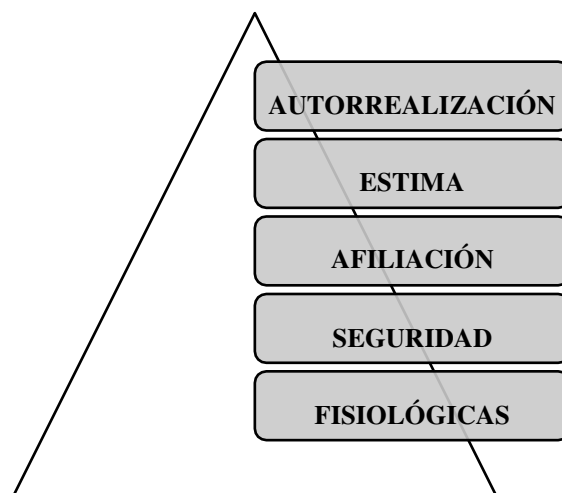 AUTORREALIZACIÓN
ESTIMA
AFILIACIÓN
SEGURIDAD
FISIOLÓGICAS